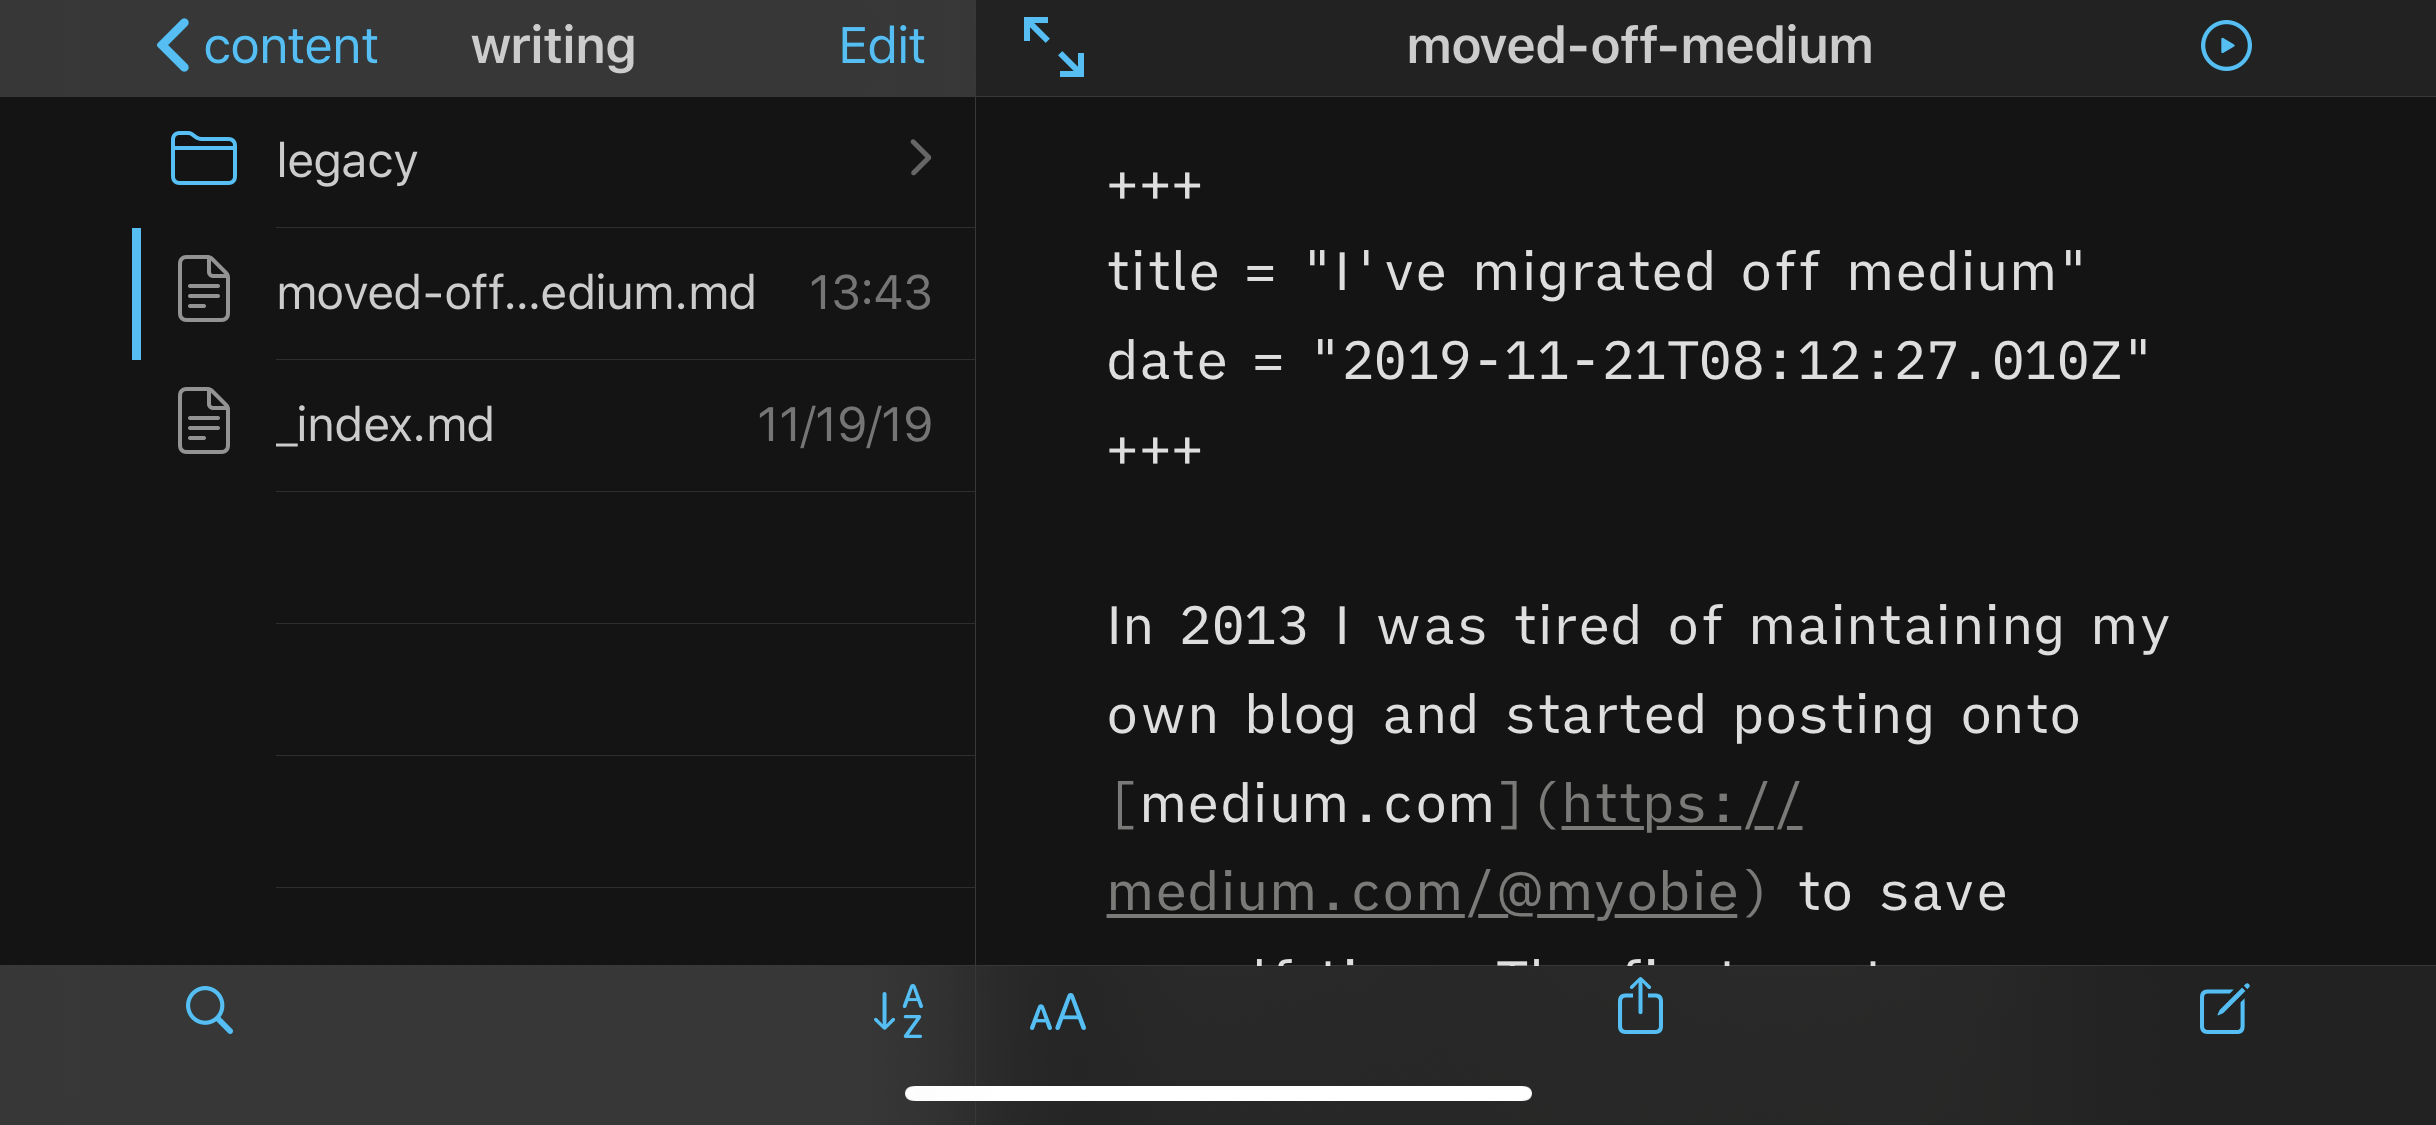 content
writing
Edit
legacy
moved-off...edium.md 13:43
_index.md 11/19/19
moved-off-medium
+++
title = "I've migrated off medium"
date = "2019-11-21T08:12:27.010Z"
+++
In 2013 I was tired of maintaining my
own blog and started posting onto
[medium.com](https://
medium.com/@myobie) to save
A
Z
AA